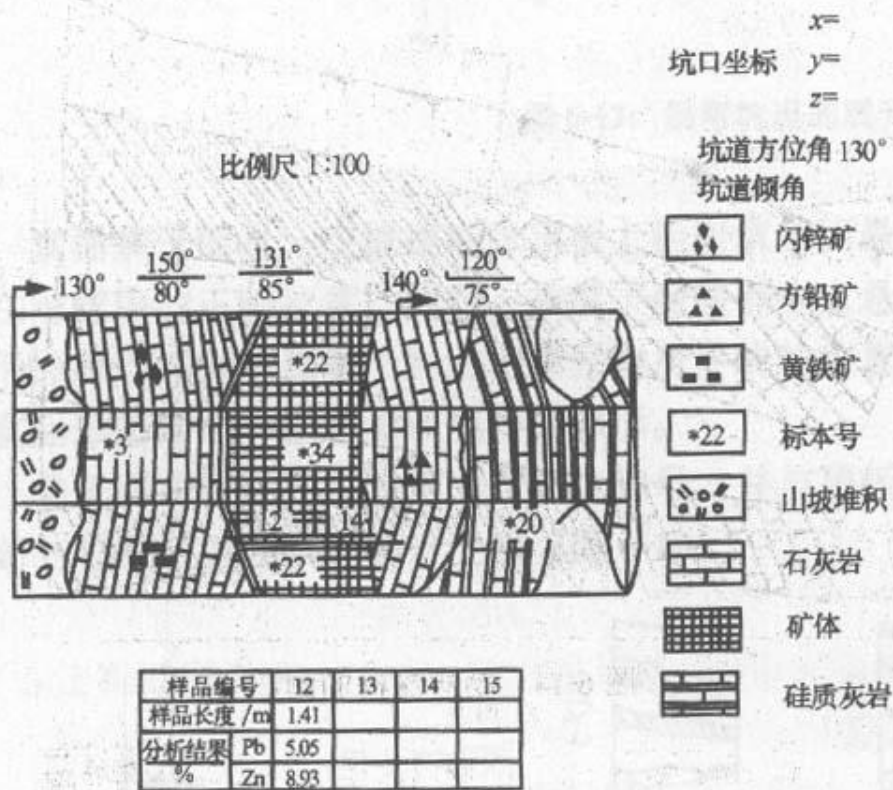 x=
坑口坐标 y=
z=
比例尺 1:100
坑道方位角 130°
坑道倾角
130° 150° 131° 140° 120°
80° 85° 75°
*22
*3 *34
12 14 *20
*22
闪锌矿
方铅矿
黄铁矿
*22 标本号
山坡堆积
石灰岩
矿体
硅质灰岩
样品编号 12 13 14 15
样品长度 /m 1.41
分析结果 Pb 5.05
% Zn 8.93